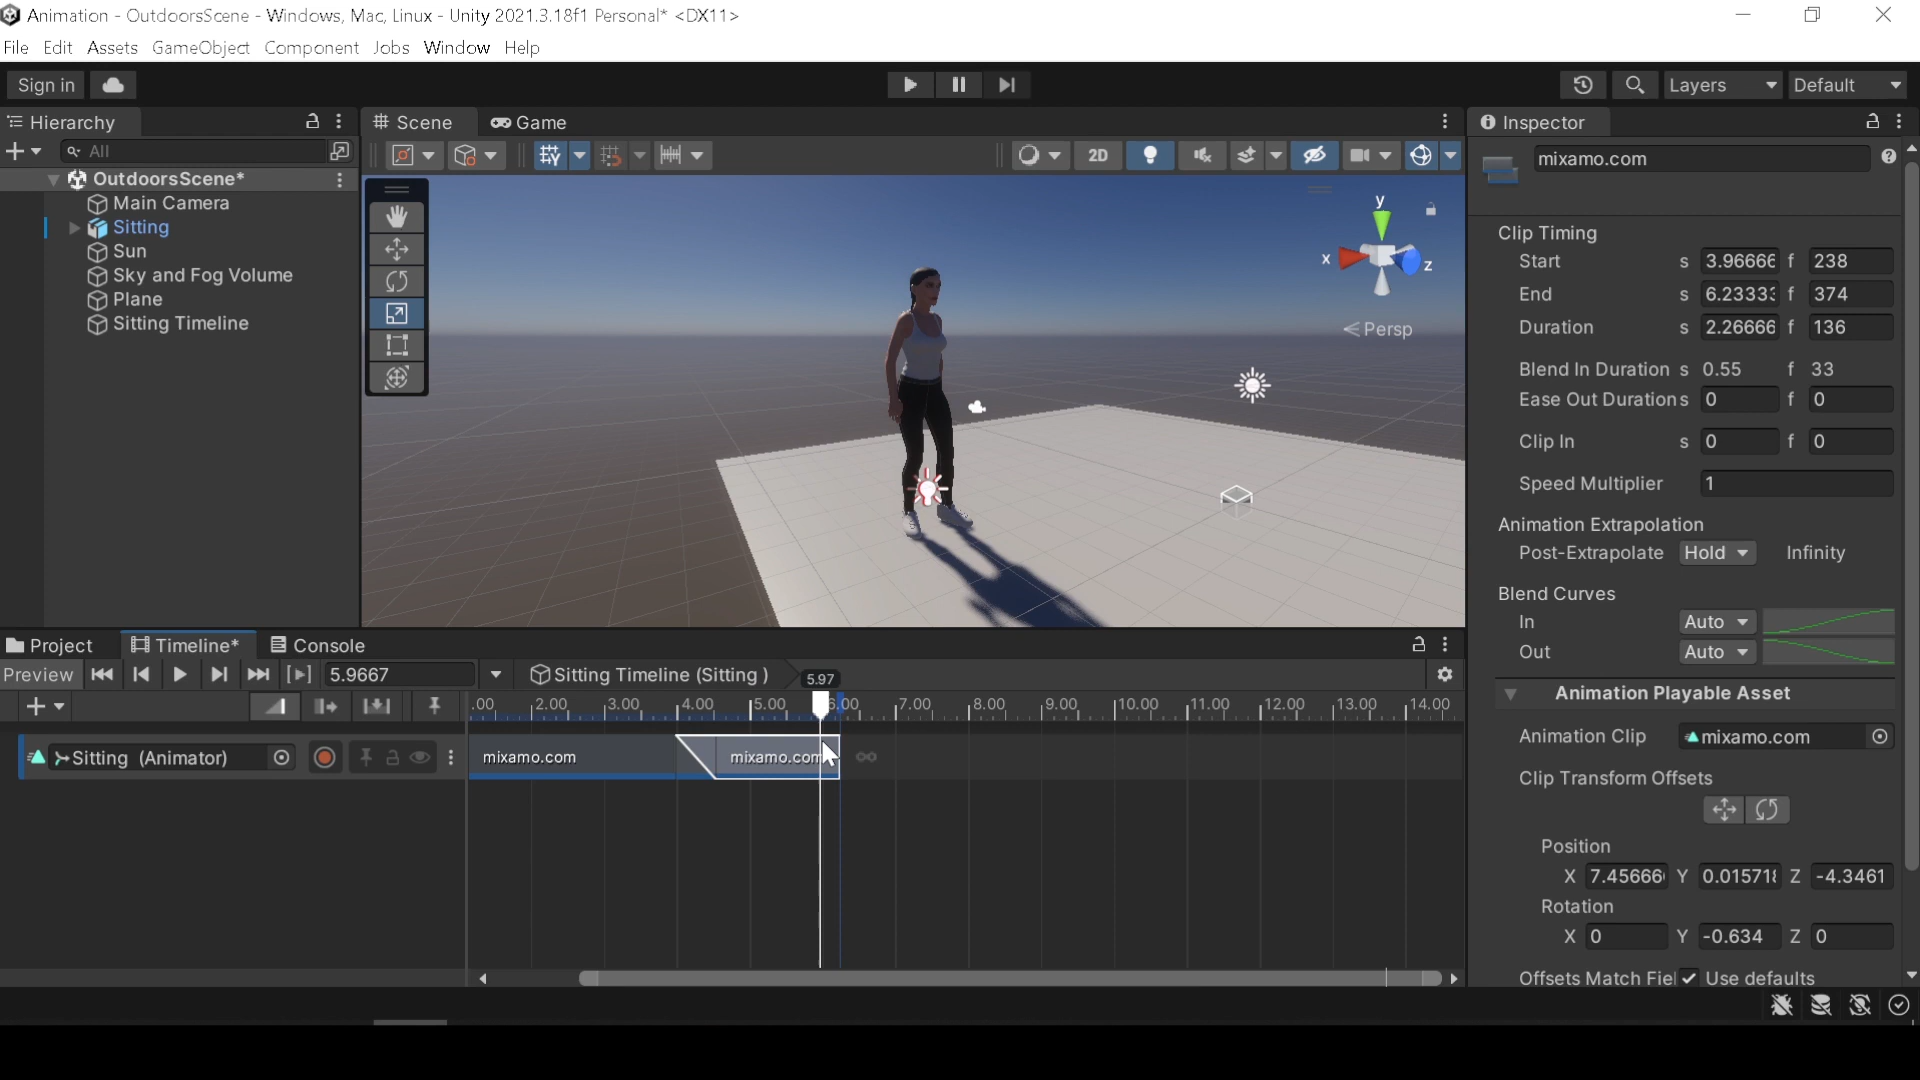 Animation - OutdoorsScene - Windows, Mac, Linux - Unity 2021.3.18f1 Personal* <DX11>
File Edit Assets GameObject Component Jobs Window Help
Sign in
Layers
Default
Hierarchy
Scene
Game
Inspector
All
2D
mixamo.com
OutdoorsScene*
Main Camera
Sitting
Sun
Sky and Fog Volume
Plane
Sitting Timeline
y
x
z
Persp
Clip Timing
Start s 3.96666 f 238
End s 6.23333 f 374
Duration s 2.26666 f 136
Blend In Duration s 0.55 f 33
Ease Out Duration s 0 f 0
Clip In s 0 f 0
Speed Multiplier 1
Animation Extrapolation
Post-Extrapolate Hold Infinity
Blend Curves
In Auto
Out Auto
Animation Playable Asset
Animation Clip mixamo.com
Clip Transform Offsets
Position
X 7.45666 Y 0.01571 Z -4.3461
Rotation
X 0 Y -0.634 Z 0
Offsets Match Fiel Use defaults
Project
Timeline*
Console
Preview
5.9667
Sitting Timeline (Sitting )
5.97
.00 2.00 3.00 4.00 5.00 6.00 7.00 8.00 9.00 10.00 11.00 12.00 13.00 14.00
Sitting (Animator)
mixamo.com
mixamo.com